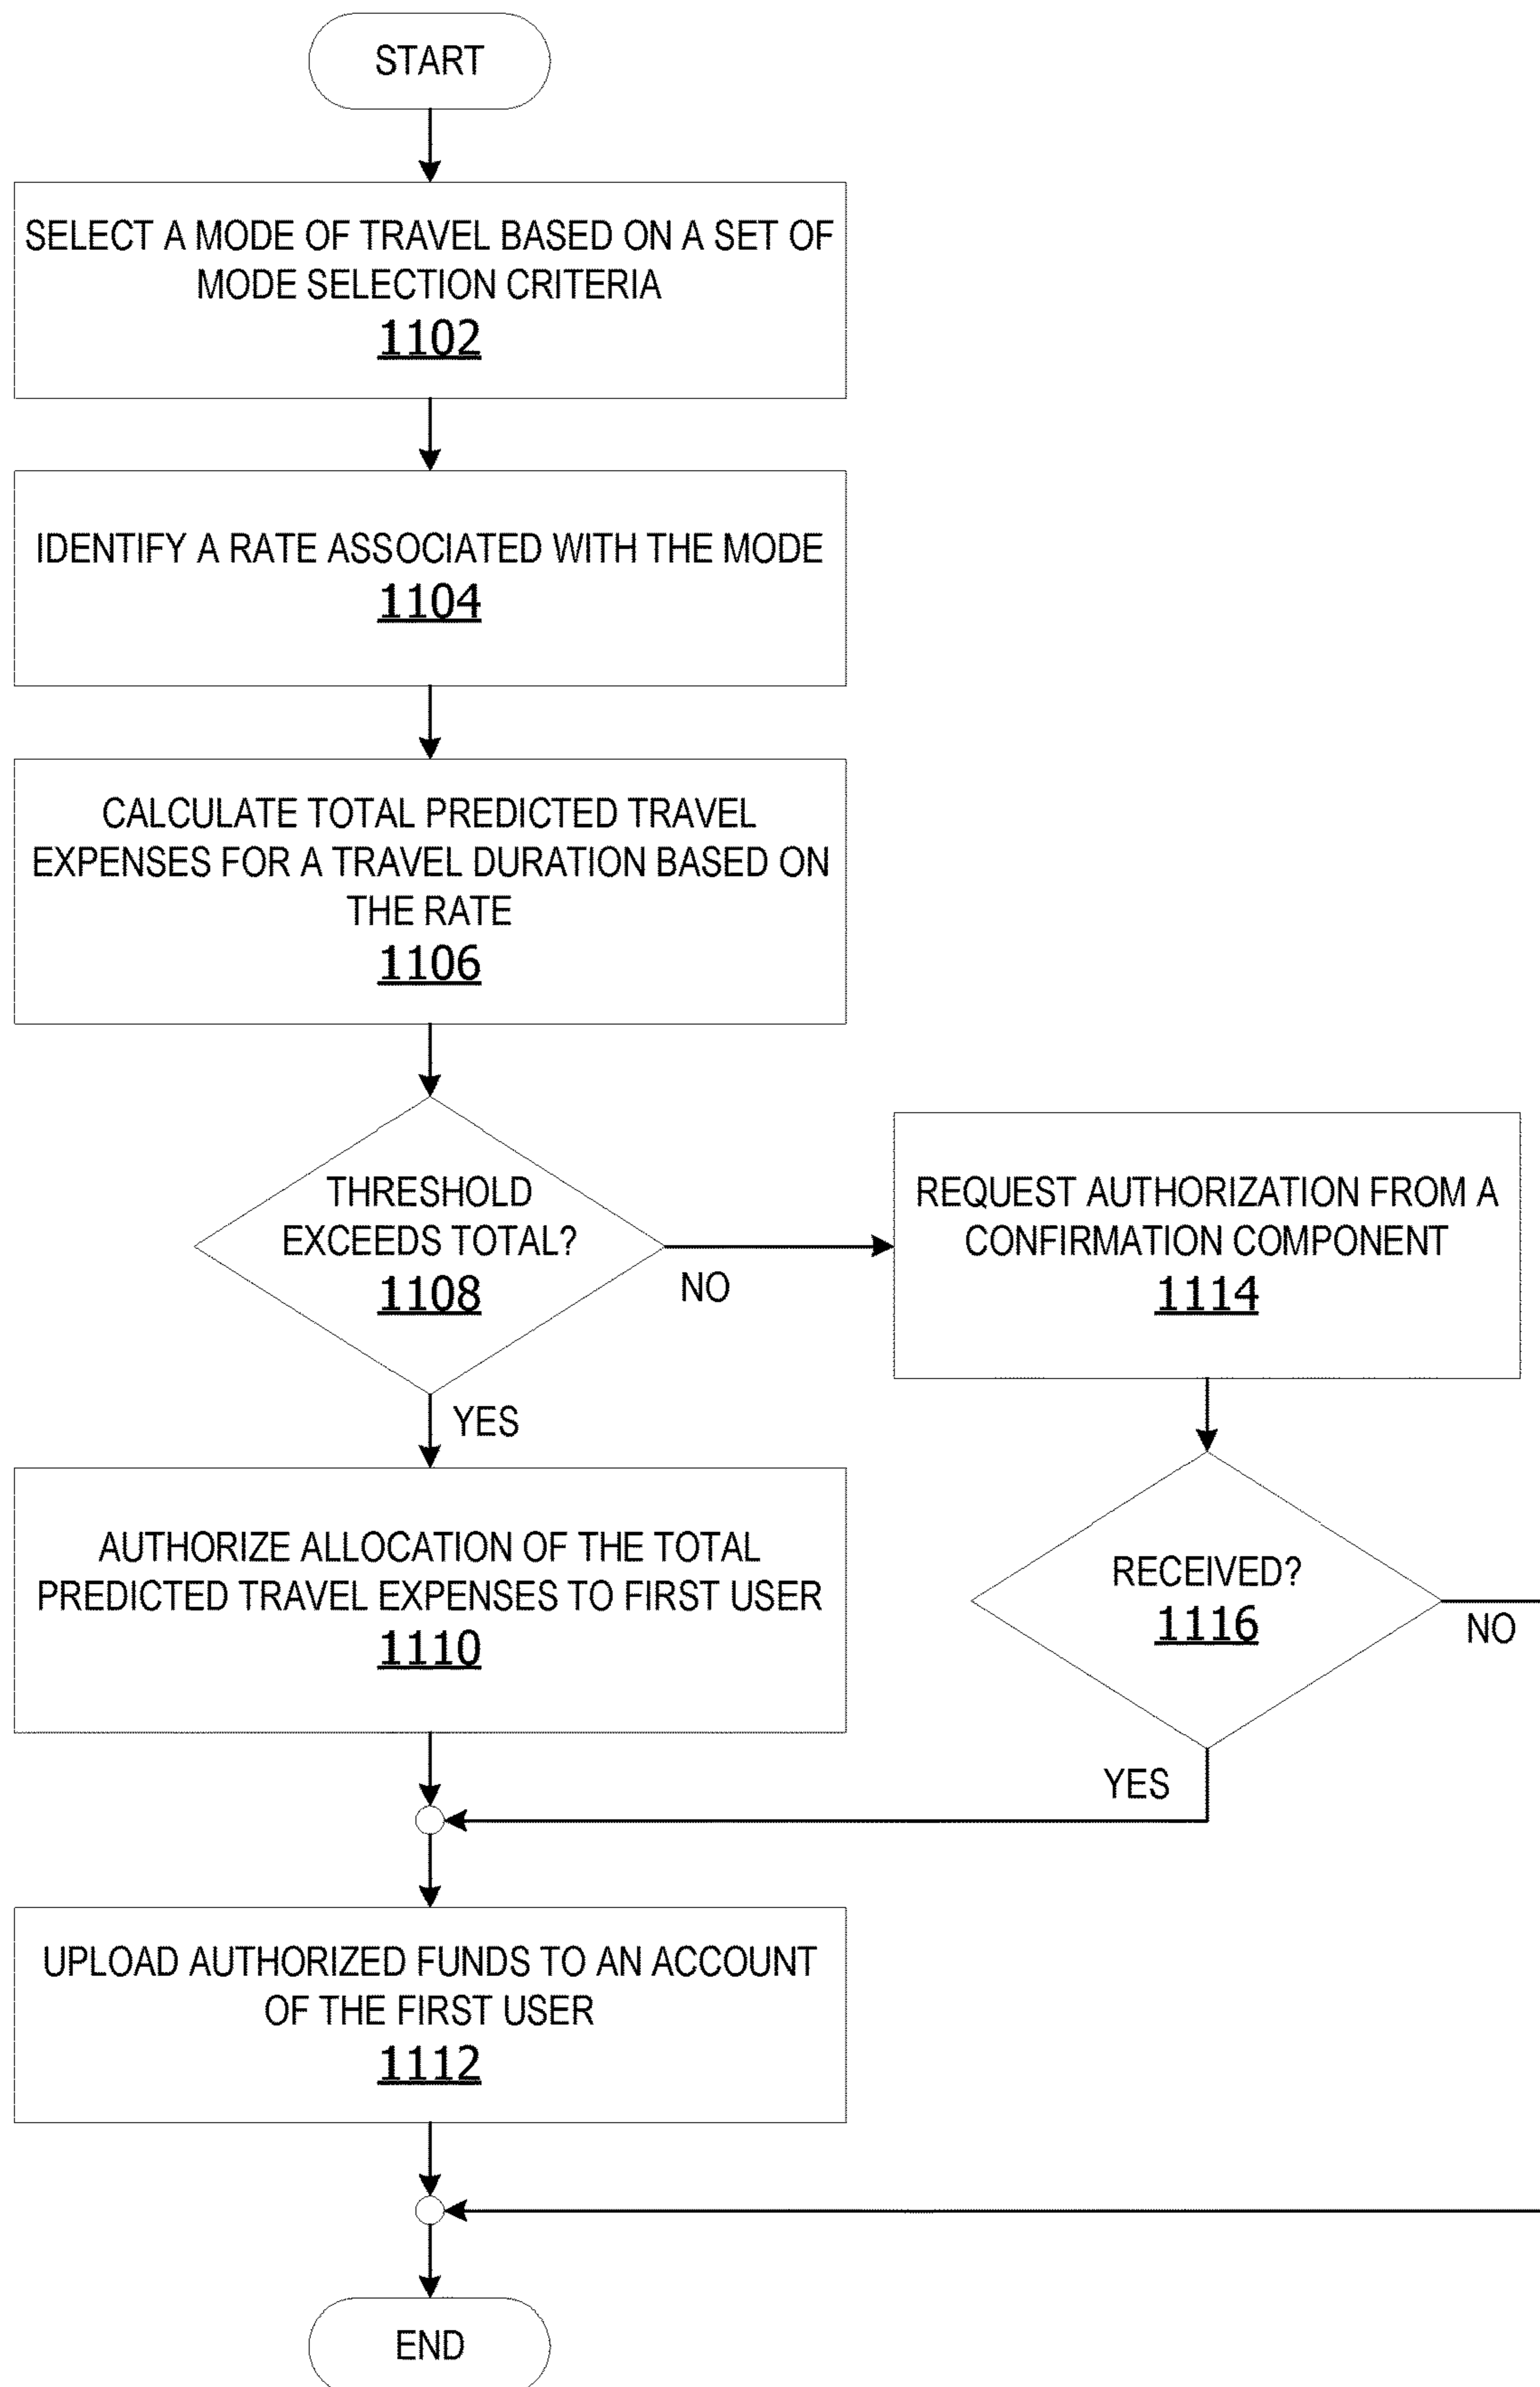 START
SELECT A MODE OF TRAVEL BASED ON A SET OF
MODE SELECTION CRITERIA
1102
IDENTIFY A RATE ASSOCIATED WITH THE MODE
1104
CALCULATE TOTAL PREDICTED TRAVEL
EXPENSES FOR A TRAVEL DURATION BASED ON
THE RATE
1106
THRESHOLD
EXCEEDS TOTAL?
1108
NO
YES
REQUEST AUTHORIZATION FROM A
CONFIRMATION COMPONENT
1114
RECEIVED?
1116
NO
YES
AUTHORIZE ALLOCATION OF THE TOTAL
PREDICTED TRAVEL EXPENSES TO FIRST USER
1110
UPLOAD AUTHORIZED FUNDS TO AN ACCOUNT
OF THE FIRST USER
1112
END